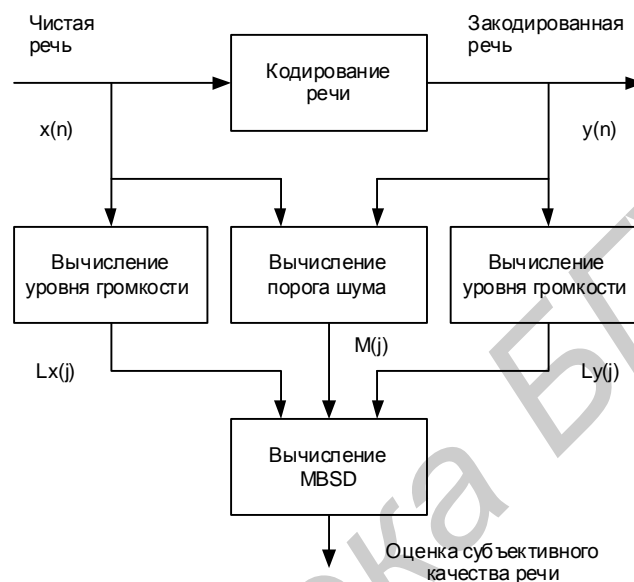 Чистая
речь
Закодированная
речь
Кодирование
речи
x(n)
y(n)
Вычисление
уровня громкости
Вычисление
порога шума
Вычисление
уровня громкости
Lx(j)
M(j)
Ly(j)
Вычисление
MBSD
Оценка субъективного
качества речи